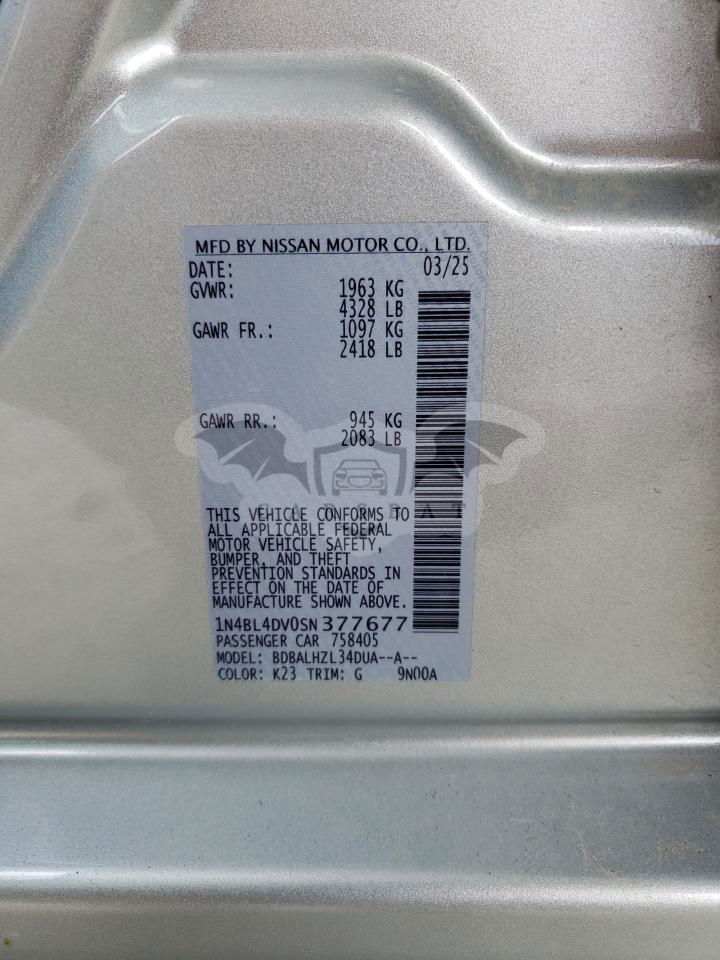 MFD BY NISSAN MOTOR CO., LTD.
DATE: 03/25
GVWR: 1963 KG
4328 LB
GAWR FR.: 1097 KG
2418 LB
GAWR RR.: 945 KG
2083 LB
THIS VEHICLE CONFORMS TO
ALL APPLICABLE FEDERAL
MOTOR VEHICLE SAFETY,
BUMPER, AND THEFT
PREVENTION STANDARDS IN
EFFECT ON THE DATE OF
MANUFACTURE SHOWN ABOVE.
1N4BL4DV0SN377677
PASSENGER CAR 758405
MODEL: BDBALHZL34DUA--A--
COLOR: K23 TRIM: G 9N00A